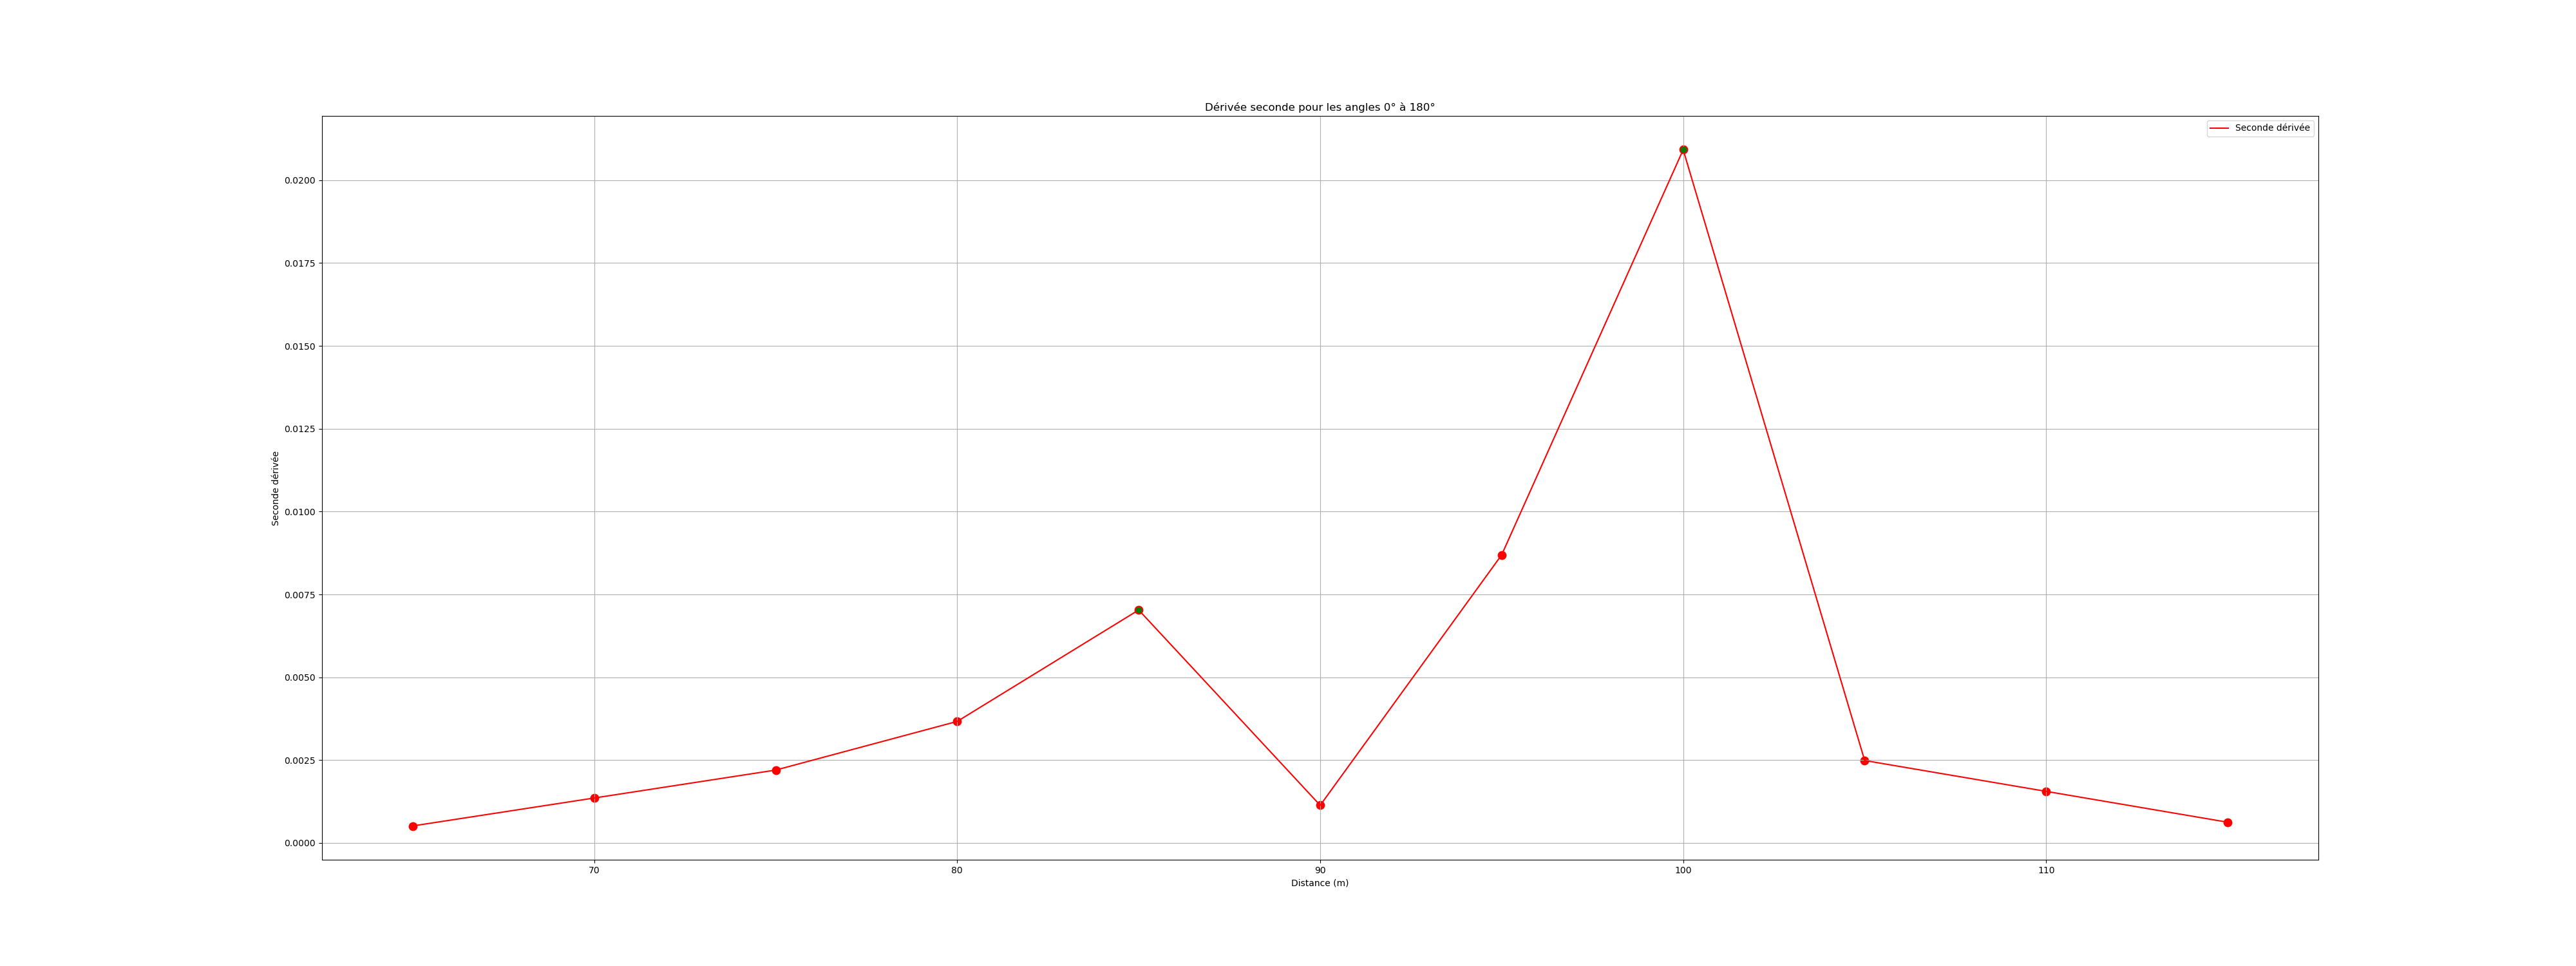 Dérivée seconde pour les angles 0° à 180°
Seconde dérivée
0.0200
0.0175
0.0150
0.0125
0.0100
0.0075
0.0050
0.0025
0.0000
Seconde dérivée
70 80 90 100 110
Distance (m)